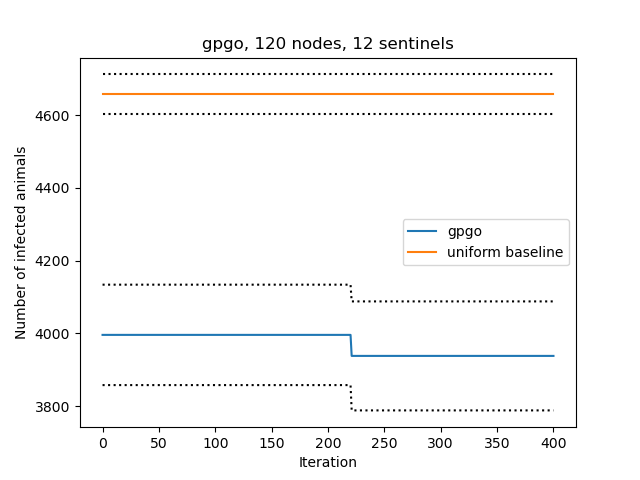 gpgo, 120 nodes, 12 sentinels
Number of infected animals
4600
4400
4200
4000
3800
gpgo
uniform baseline
0 50 100 150 200 250 300 350 400
Iteration